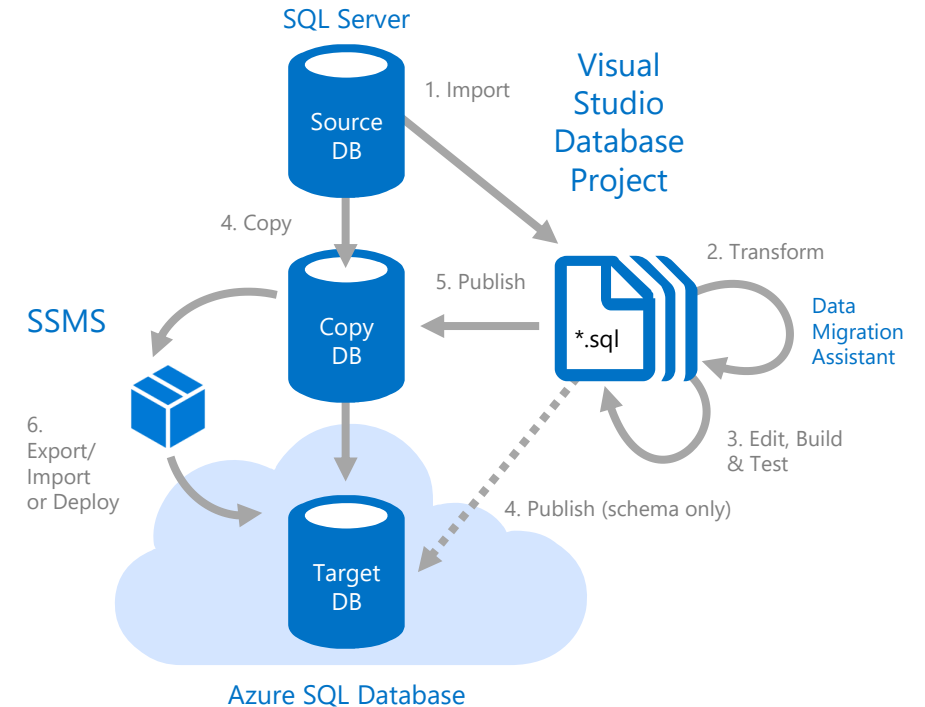 SQL Server
Source
DB
1. Import
Visual
Studio
Database
Project
4. Copy
2. Transform
5. Publish
SSMS
Copy
DB
*.sql
Data
Migration
Assistant
6.
Export/
Import
or Deploy
3. Edit, Build
& Test
4. Publish (schema only)
Target
DB
Azure SQL Database